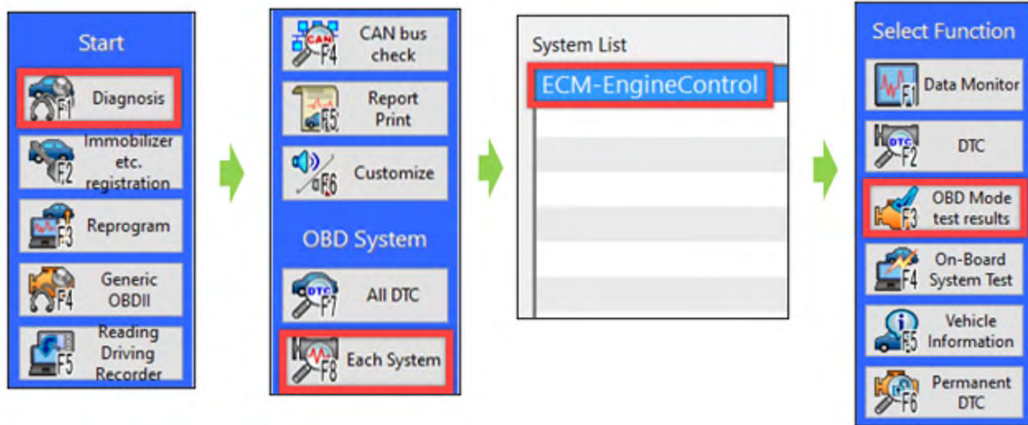 Start
F1
Diagnosis
F2
Immobilizer
etc.
registration
F3
Reprogram
F4
Generic
OBDII
F5
Reading
Driving
Recorder
CAN
F4
CAN bus
check
F5
Report
Print
F6
Customize
OBD System
DTC
F7
All DTC
F8
Each System
System List
ECM-EngineControl
Select Function
F1
Data Monitor
DTC
F2
DTC
F3
OBD Mode
test results
F4
On-Board
System Test
F5
Vehicle
Information
F6
Permanent
DTC